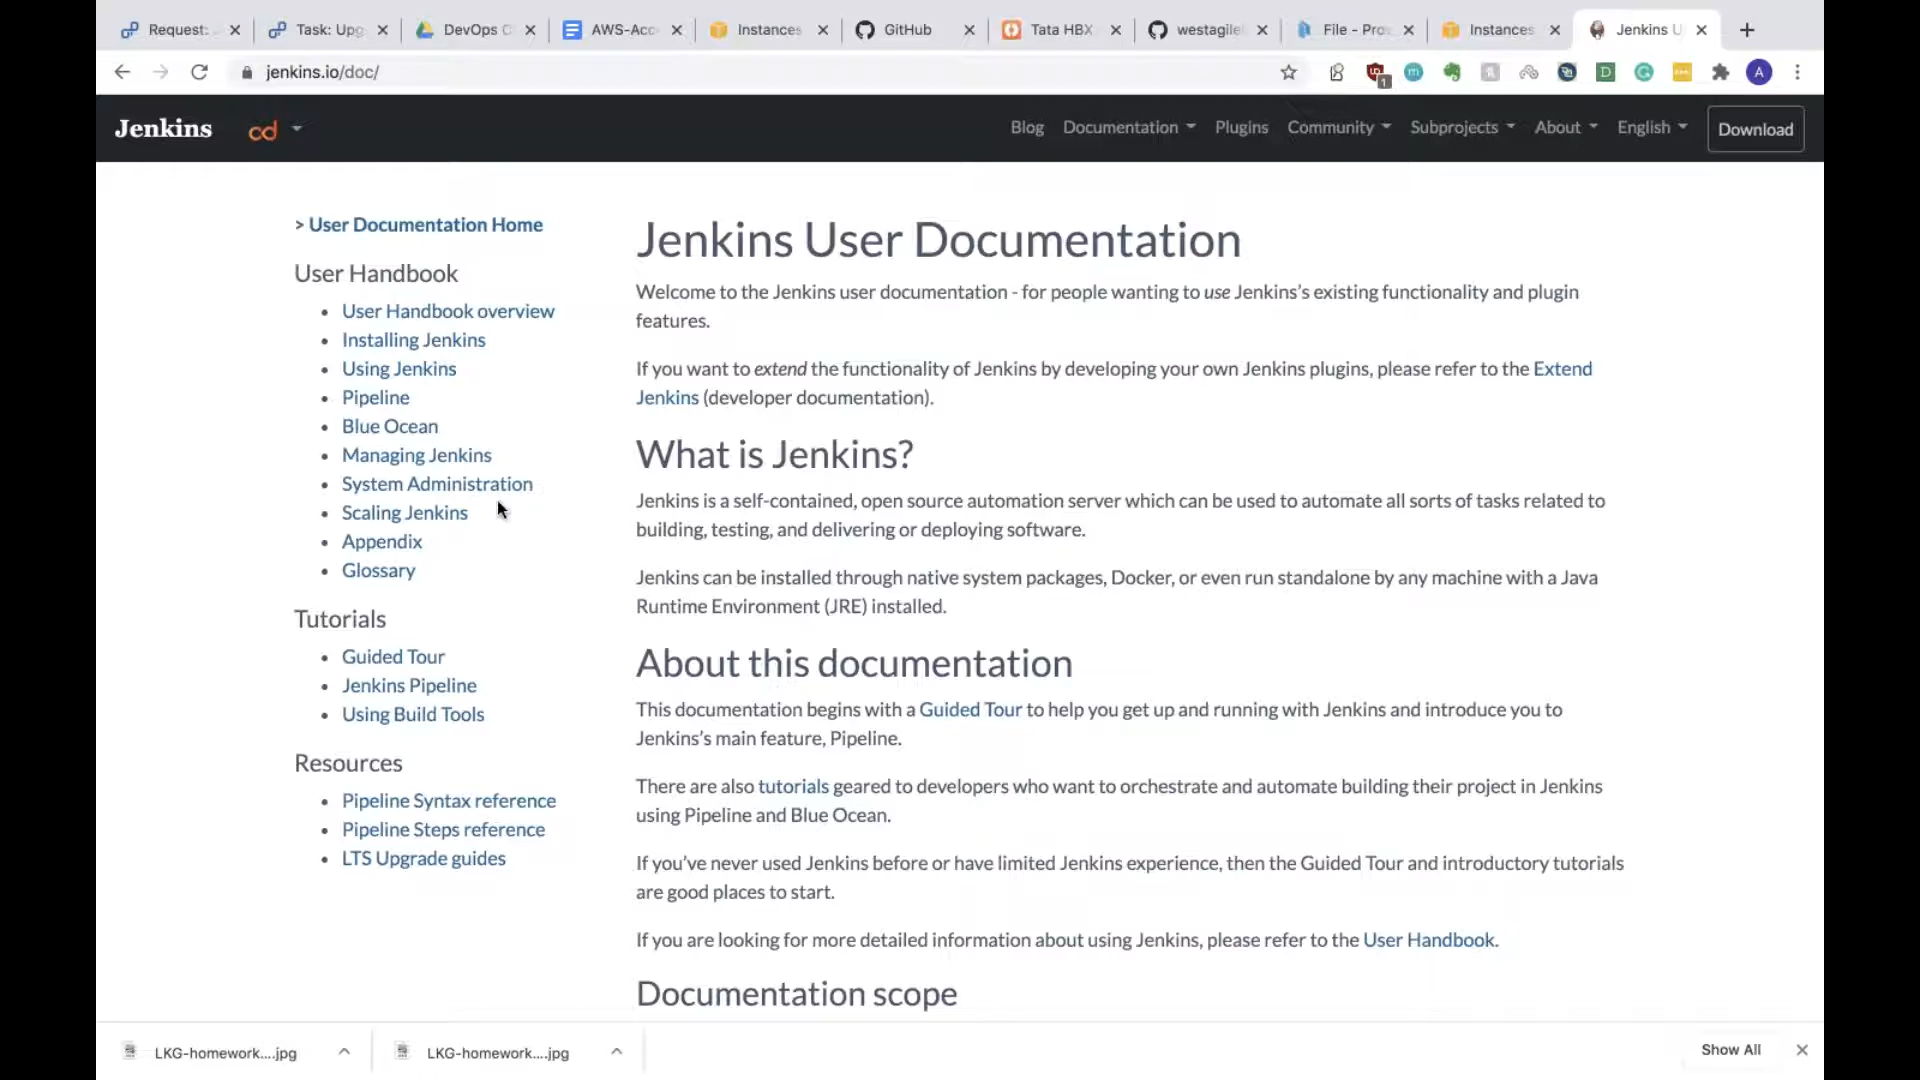 Request:
Task: Upg
DevOps C
AWS-Acc
Instances
GitHub
Tata HBX
westagile
File - Pro
Instances
Jenkins U
jenkins.io/doc/
1
m
D
A
Jenkins
cd
Blog
Documentation
Plugins
Community
Subprojects
About
English
Download
> User Documentation Home
User Handbook
User Handbook overview
Installing Jenkins
Using Jenkins
Pipeline
Blue Ocean
Managing Jenkins
System Administration
Scaling Jenkins
Appendix
Glossary
Tutorials
Guided Tour
Jenkins Pipeline
Using Build Tools
Resources
Pipeline Syntax reference
Pipeline Steps reference
LTS Upgrade guides
Jenkins User Documentation
Welcome to the Jenkins user documentation - for people wanting to use Jenkins's existing functionality and plugin
features.
If you want to extend the functionality of Jenkins by developing your own Jenkins plugins, please refer to the Extend
Jenkins (developer documentation).
What is Jenkins?
Jenkins is a self-contained, open source automation server which can be used to automate all sorts of tasks related to
building, testing, and delivering or deploying software.
Jenkins can be installed through native system packages, Docker, or even run standalone by any machine with a Java
Runtime Environment (JRE) installed.
About this documentation
This documentation begins with a Guided Tour to help you get up and running with Jenkins and introduce you to
Jenkins's main feature, Pipeline.
There are also tutorials geared to developers who want to orchestrate and automate building their project in Jenkins
using Pipeline and Blue Ocean.
If you've never used Jenkins before or have limited Jenkins experience, then the Guided Tour and introductory tutorials
are good places to start.
If you are looking for more detailed information about using Jenkins, please refer to the User Handbook.
Documentation scope
LKG-homework....jpg
LKG-homework....jpg
Show All